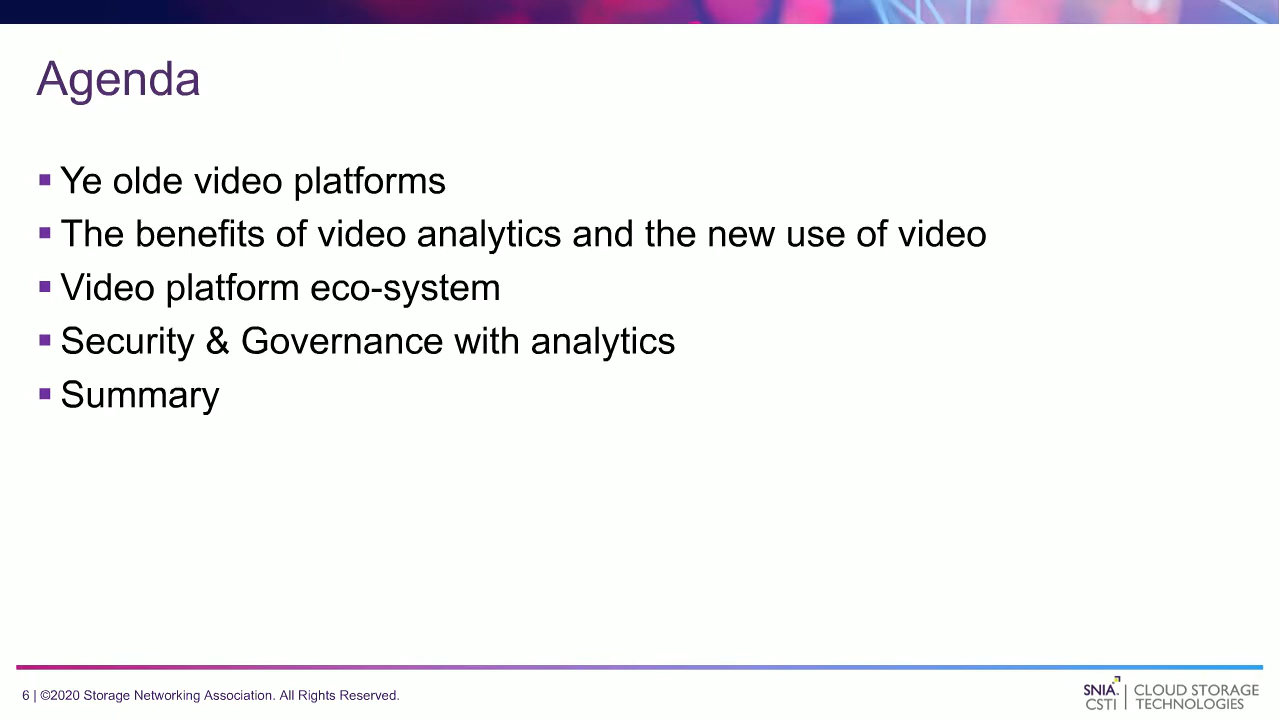 Agenda
▪ Ye olde video platforms
▪ The benefits of video analytics and the new use of video
▪ Video platform eco-system
▪ Security & Governance with analytics
▪ Summary
6 | ©2020 Storage Networking Association. All Rights Reserved.
SNIA. | CLOUD STORAGE
CSTI | TECHNOLOGIES